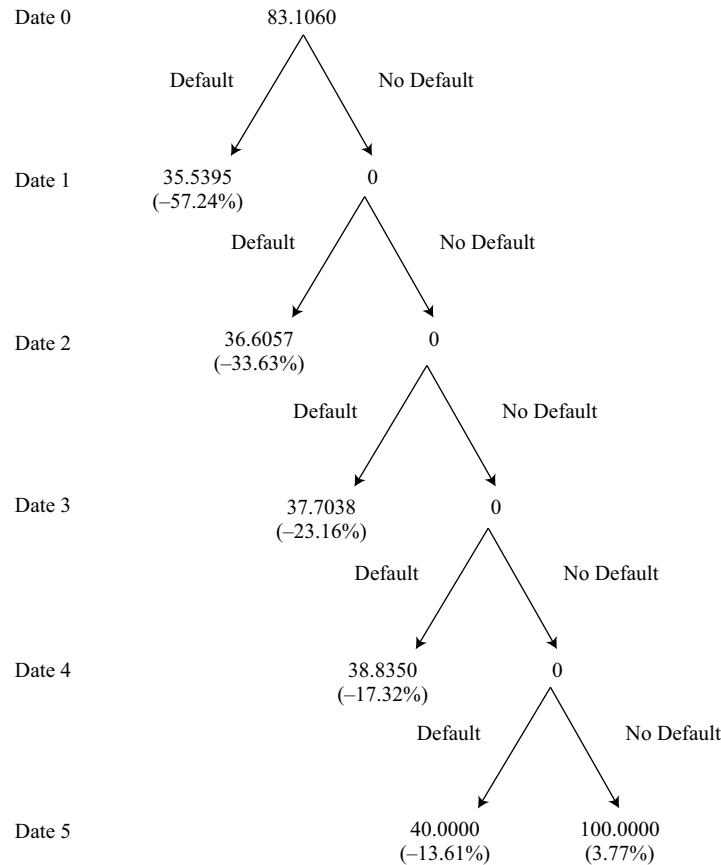 Date 0
83.1060
Default
No Default
Date 1
35.5395
0
(–57.24%)
Default
No Default
Date 2
36.6057
0
(–33.63%)
Default
No Default
Date 3
37.7038
0
(–23.16%)
Default
No Default
Date 4
38.8350
0
(–17.32%)
Default
No Default
Date 5
40.0000
100.0000
(–13.61%)
(3.77%)